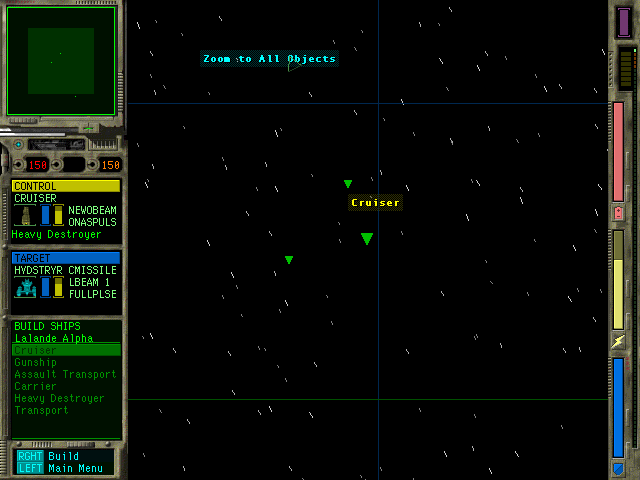 Zoom to All Objects
150
150
CONTROL
CRUISER
NEWOBEAM
ONASPULS
Heavy Destroyer
Cruiser
TARGET
HVDSTRYR CMISSILE
LBEAM 1
FULLPLSE
BUILD SHIPS
Lalande Alpha
Cruiser
Gunship
Assault Transport
Carrier
Heavy Destroyer
Transport
RGHT Build
LEFT Main Menu